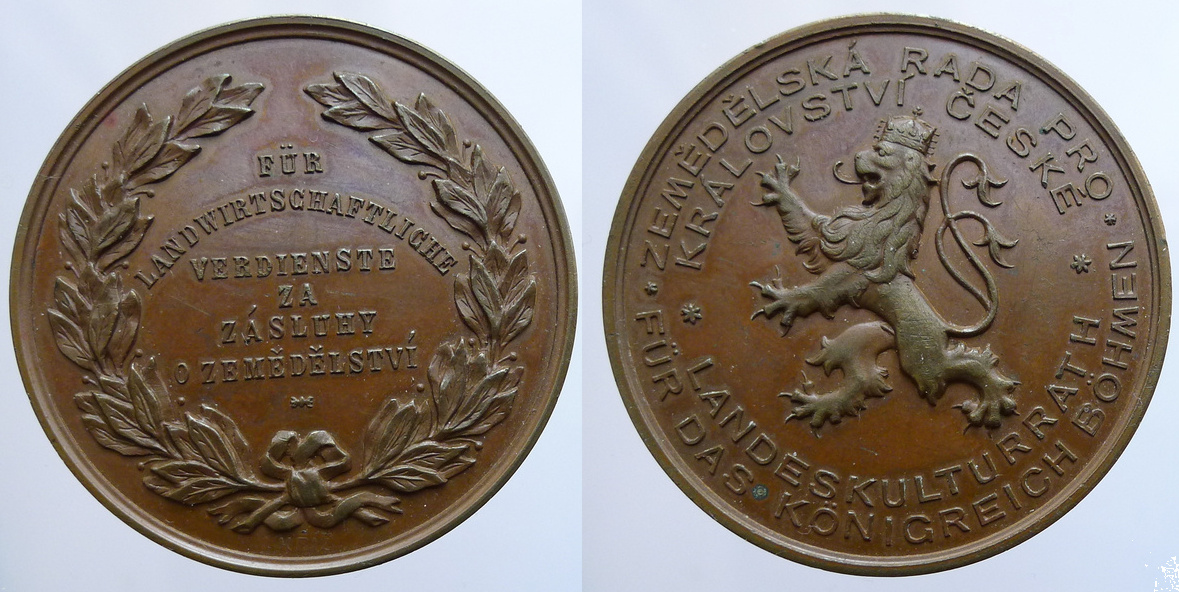 FÜR
LANDWIRTSCHAFTLICHE
VERDIENSTE
ZA
ZÁSLUHY
O ZEMĚDĚLSTVÍ
ZEMĚDĚLSKÁ RADA PRO
KRÁLOVSTVÍ ČESKÉ
LANDESKULTURRATH
FÜR DAS KÖNIGREICH BÖHMEN